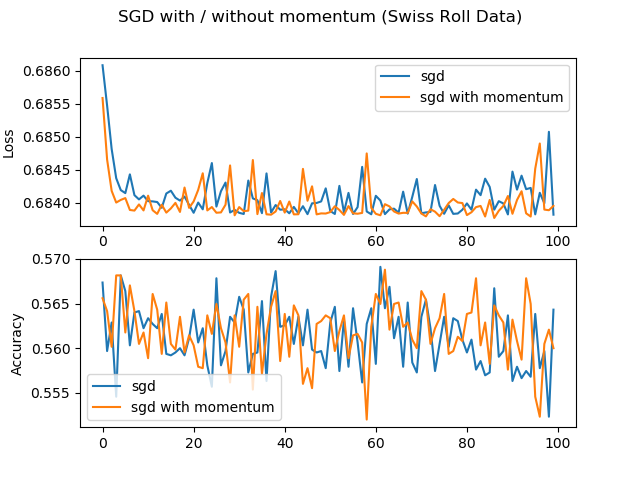 SGD with / without momentum (Swiss Roll Data)
Loss
0.6860
0.6855
0.6850
0.6845
0.6840
sgd
sgd with momentum
0 20 40 60 80 100
Accuracy
0.570
0.565
0.560
0.555
sgd
sgd with momentum
0 20 40 60 80 100